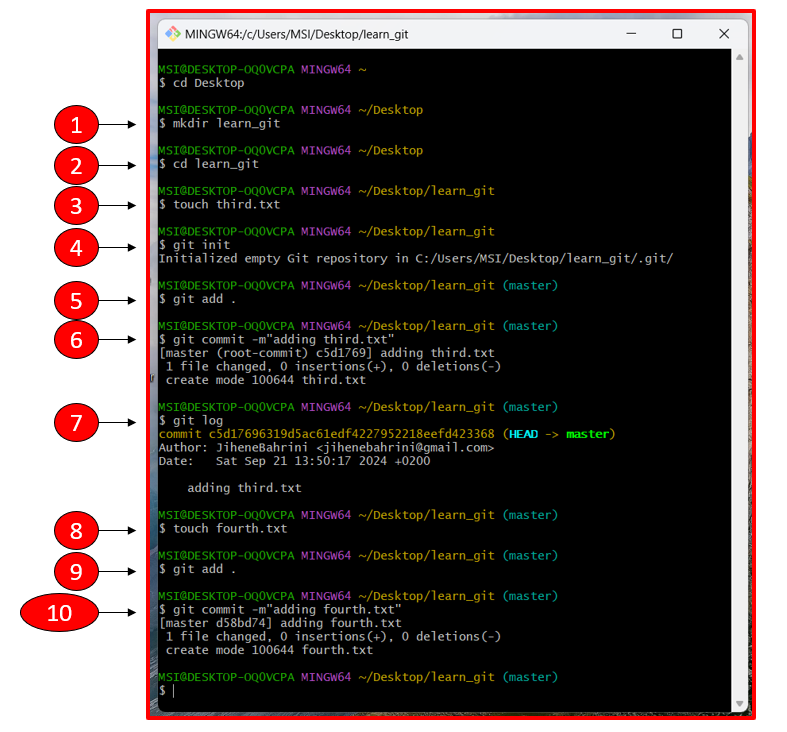 MINGW64:/c/Users/MSI/Desktop/learn_git
MSI@DESKTOP-OQ0VCPA MINGW64 ~
$ cd Desktop
MSI@DESKTOP-OQ0VCPA MINGW64 ~/Desktop
1
$ mkdir learn_git
MSI@DESKTOP-OQ0VCPA MINGW64 ~/Desktop
2
$ cd learn_git
MSI@DESKTOP-OQ0VCPA MINGW64 ~/Desktop/learn_git
3
$ touch third.txt
MSI@DESKTOP-OQ0VCPA MINGW64 ~/Desktop/learn_git
4
$ git init
Initialized empty Git repository in C:/Users/MSI/Desktop/learn_git/.git/
MSI@DESKTOP-OQ0VCPA MINGW64 ~/Desktop/learn_git (master)
5
$ git add .
MSI@DESKTOP-OQ0VCPA MINGW64 ~/Desktop/learn_git (master)
6
$ git commit -m"adding third.txt"
[master (root-commit) c5d1769] adding third.txt
1 file changed, 0 insertions(+), 0 deletions(-)
create mode 100644 third.txt
MSI@DESKTOP-OQ0VCPA MINGW64 ~/Desktop/learn_git (master)
7
$ git log
commit c5d17696319d5ac61edf4227952218eefd423368 (HEAD -> master)
Author: JiheneBahrini <jihenebahrini@gmail.com>
Date:   Sat Sep 21 13:50:17 2024 +0200
adding third.txt
MSI@DESKTOP-OQ0VCPA MINGW64 ~/Desktop/learn_git (master)
8
$ touch fourth.txt
MSI@DESKTOP-OQ0VCPA MINGW64 ~/Desktop/learn_git (master)
9
$ git add .
MSI@DESKTOP-OQ0VCPA MINGW64 ~/Desktop/learn_git (master)
10
$ git commit -m"adding fourth.txt"
[master d58bd74] adding fourth.txt
1 file changed, 0 insertions(+), 0 deletions(-)
create mode 100644 fourth.txt
MSI@DESKTOP-OQ0VCPA MINGW64 ~/Desktop/learn_git (master)
$